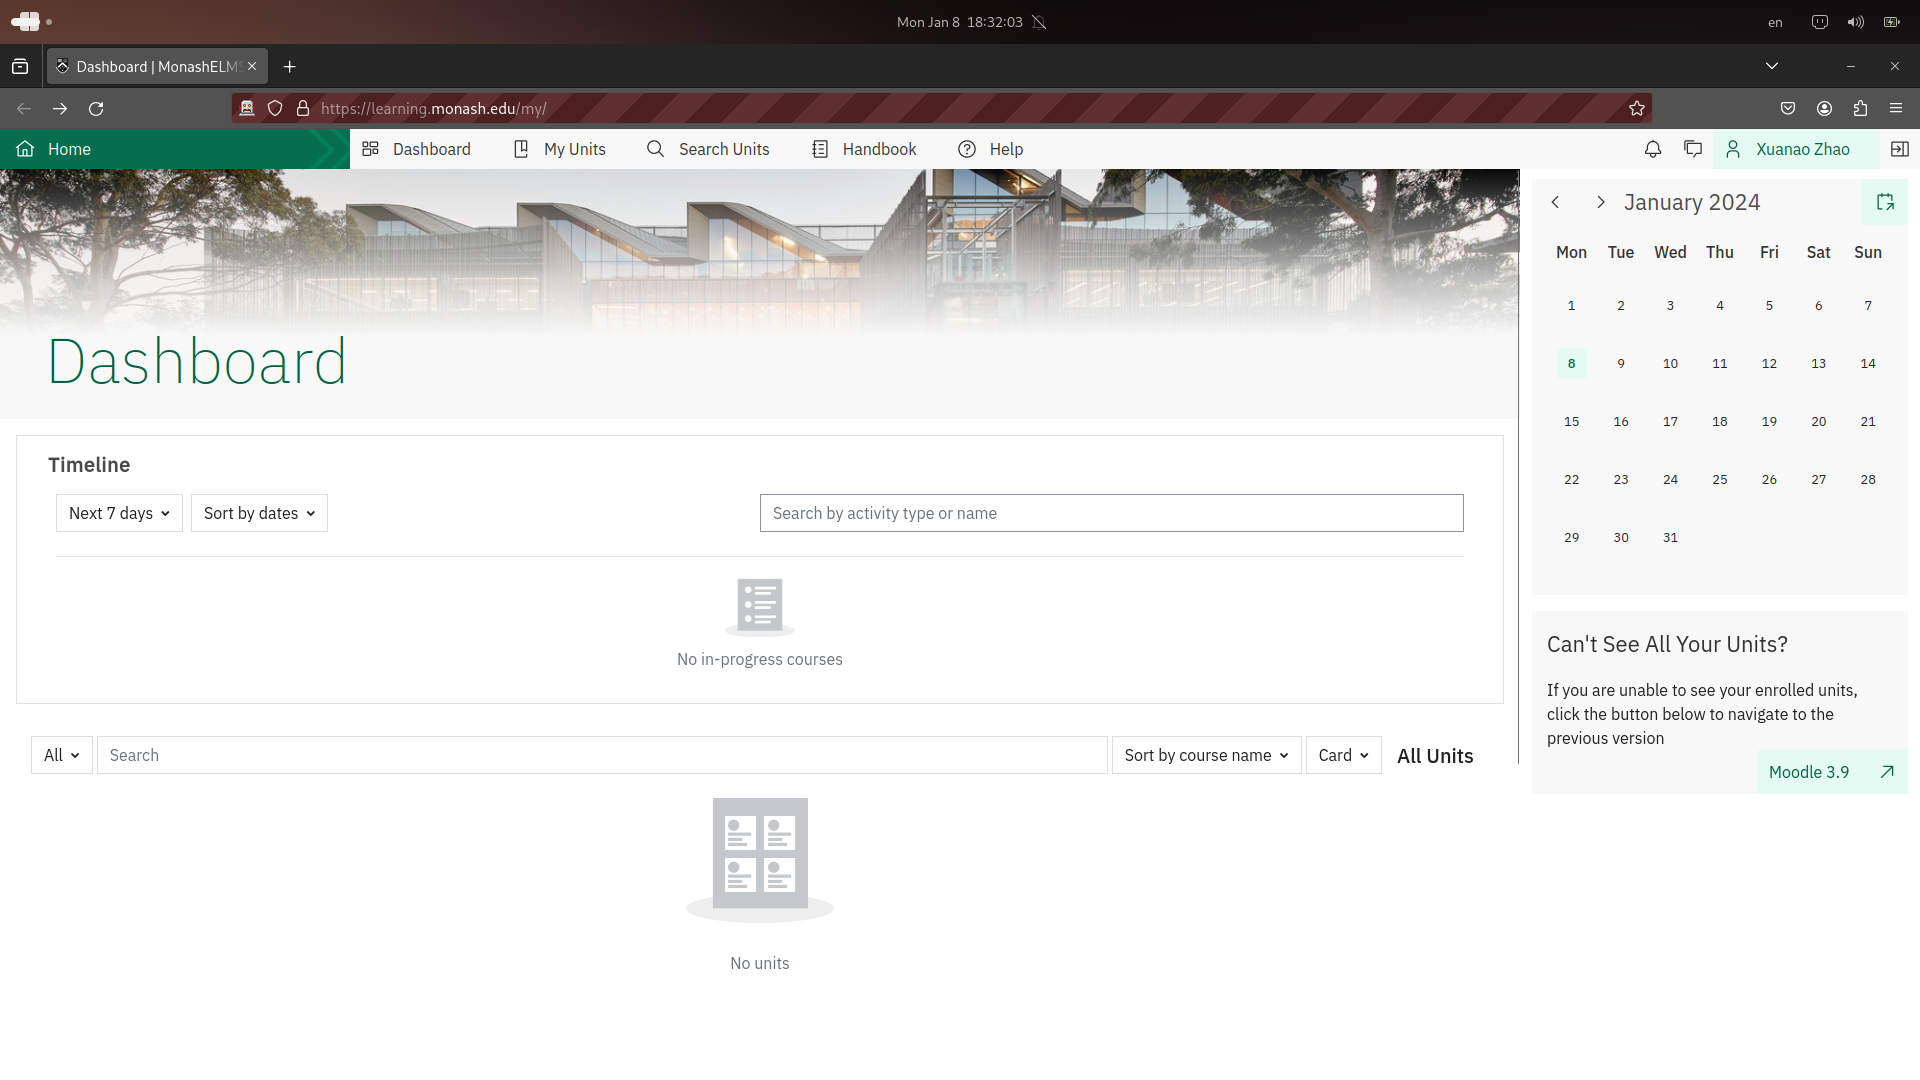 Mon Jan 8 18:32:03
en
Dashboard | MonashELMS
https://learning.monash.edu/my/
Home
Dashboard
My Units
Search Units
Handbook
Help
Xuanao Zhao
Dashboard
Timeline
Next 7 days
Sort by dates
Search by activity type or name
No in-progress courses
All
Search
Sort by course name
Card
All Units
No units
January 2024
Mon Tue Wed Thu Fri Sat Sun
1 2 3 4 5 6 7
8 9 10 11 12 13 14
15 16 17 18 19 20 21
22 23 24 25 26 27 28
29 30 31
Can't See All Your Units?
If you are unable to see your enrolled units,
click the button below to navigate to the
previous version
Moodle 3.9